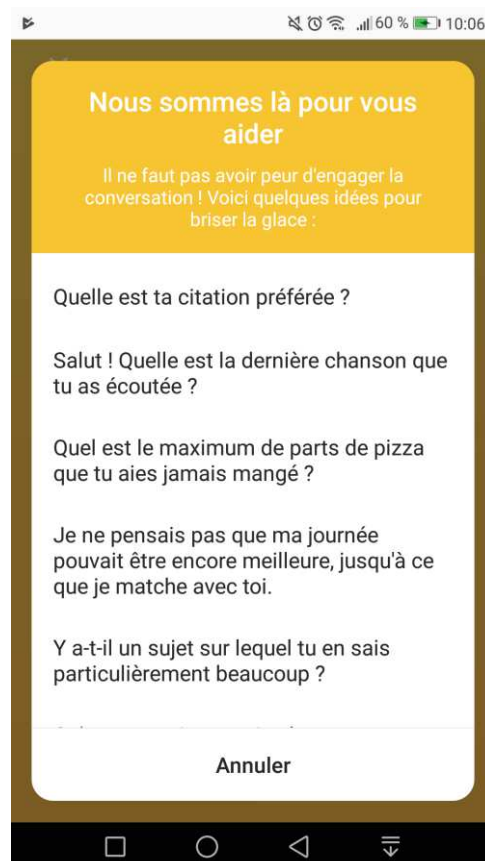 60 % 10:06
Nous sommes là pour vous
aider
Il ne faut pas avoir peur d'engager la
conversation ! Voici quelques idées pour
briser la glace :
Quelle est ta citation préférée ?
Salut ! Quelle est la dernière chanson que
tu as écoutée ?
Quel est le maximum de parts de pizza
que tu aies jamais mangé ?
Je ne pensais pas que ma journée
pouvait être encore meilleure, jusqu'à ce
que je matche avec toi.
Y a-t-il un sujet sur lequel tu en sais
particulièrement beaucoup ?
Annuler